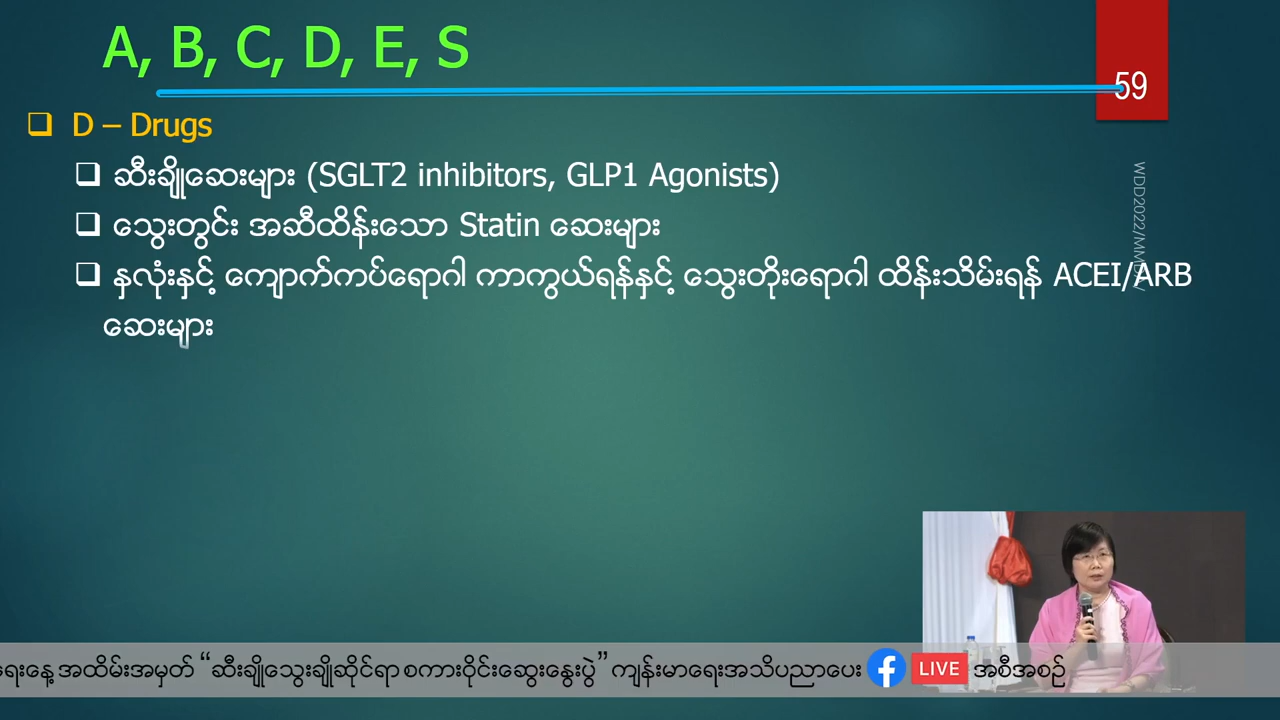 A, B, C, D, E, S
59
D – Drugs
ဆီးချိုဆေးများ (SGLT2 inhibitors, GLP1 Agonists)
သွေးတွင်း အဆီထိန်းသော Statin ဆေးများ
နှလုံးနှင့် ကျောက်ကပ်ရောဂါ ကာကွယ်ရန်နှင့် သွေးတိုးရောဂါ ထိန်းသိမ်းရန် ACEI/ARB
ဆေးများ
အထိမ်းအမှတ် “ဆီးချိုသွေးချိုဆိုင်ရာ စကားဝိုင်းဆွေးနွေးပွဲ” ကျန်းမာရေးအသိပညာပေး LIVE အစီအစဉ်